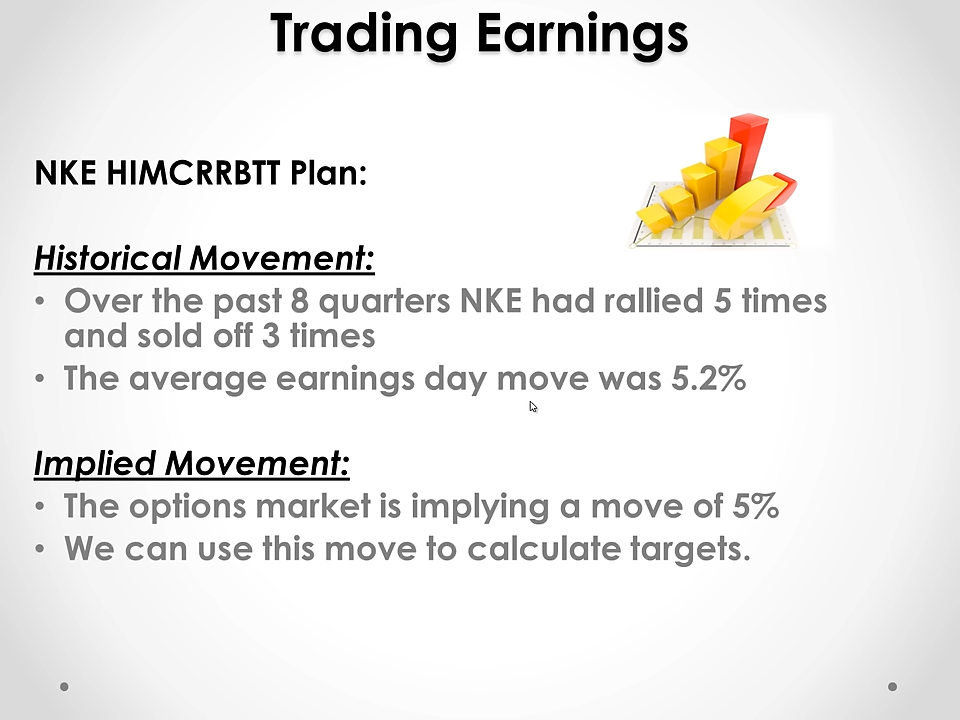 Trading Earnings
NKE HIMCRRBTT Plan:
Historical Movement:
• Over the past 8 quarters NKE had rallied 5 times
and sold off 3 times
• The average earnings day move was 5.2%
Implied Movement:
• The options market is implying a move of 5%
• We can use this move to calculate targets.